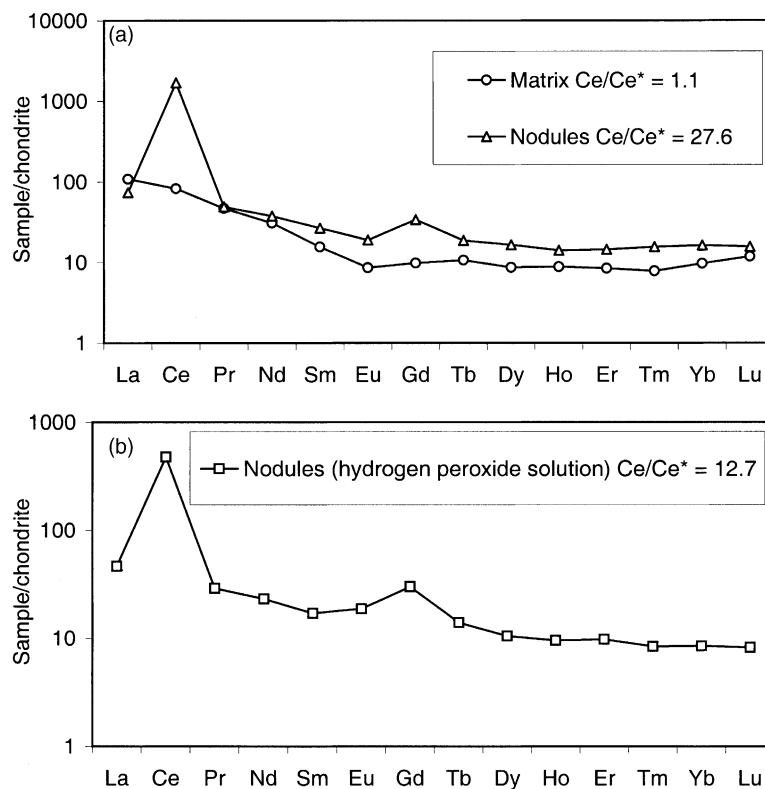 (a)
10000
1000
100
10
1
Sample/chondrite
Matrix Ce/Ce* = 1.1
Nodules Ce/Ce* = 27.6
La Ce Pr Nd Sm Eu Gd Tb Dy Ho Er Tm Yb Lu
(b)
1000
100
10
1
Sample/chondrite
Nodules (hydrogen peroxide solution) Ce/Ce* = 12.7
La Ce Pr Nd Sm Eu Gd Tb Dy Ho Er Tm Yb Lu